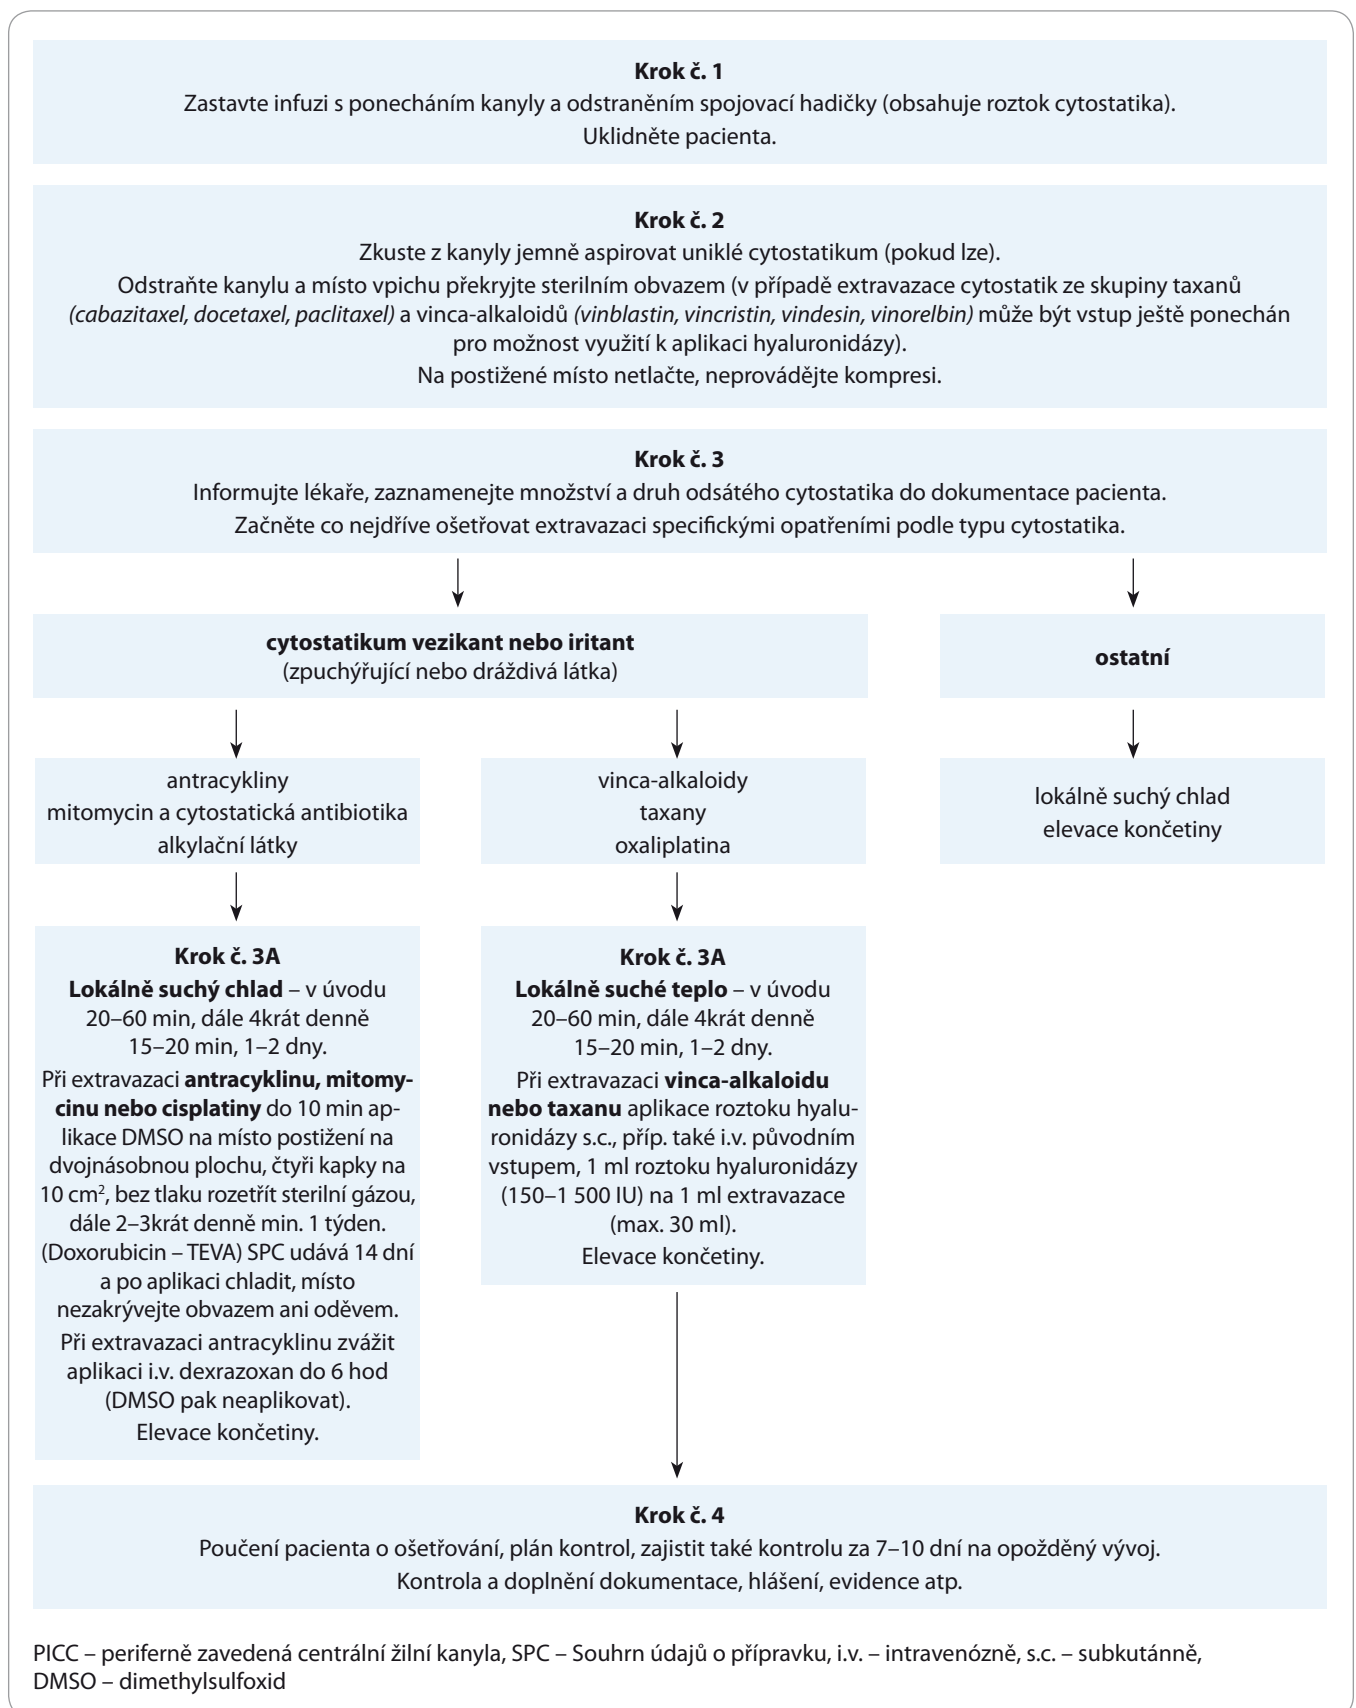 Krok č. 1
Zastavte infuzi s ponecháním kanyly a odstraněním spojovací hadičky (obsahuje roztok cytostatika).
Uklidněte pacienta.
Krok č. 2
Zkuste z kanyly jemně aspirovat uniklé cytostatikum (pokud lze).
Odstraňte kanylu a místo vpichu překryjte sterilním obvazem (v případě extravazace cytostatik ze skupiny taxanů
(cabazitaxel, docetaxel, paclitaxel) a vinca-alkaloidů (vinblastin, vincristin, vindesin, vinorelbin) může být vstup ještě ponechán
pro možnost využití k aplikaci hyaluronidázy).
Na postižené místo netlačte, neprovádějte kompresi.
Krok č. 3
Informujte lékaře, zaznamenejte množství a druh odsátého cytostatika do dokumentace pacienta.
Začněte co nejdříve ošetřovat extravazaci specifickými opatřeními podle typu cytostatika.
cytostatikum vezikant nebo iritant
(zpuchýřující nebo dráždivá látka)
ostatní
antracykliny
mitomycin a cytostatická antibiotika
alkylační látky
vinca-alkaloidy
taxany
oxaliplatina
lokálně suchý chlad
elevace končetiny
Krok č. 3A
Lokálně suchý chlad – v úvodu
20–60 min, dále 4krát denně
15–20 min, 1–2 dny.
Při extravazaci antracyklinu, mitomy-
cinu nebo cisplatiny do 10 min ap-
likace DMSO na místo postižení na
dvojnásobnou plochu, čtyři kapky na
10 cm², bez tlaku rozetřít sterilní gázou,
dále 2–3krát denně min. 1 týden.
(Doxorubicin – TEVA) SPC udává 14 dní
a po aplikaci chladit, místo
nezakrývejte obvazem ani oděvem.
Při extravazaci antracyklinu zvážit
aplikaci i.v. dexrazoxan do 6 hod
(DMSO pak neaplikovat).
Elevace končetiny.
Krok č. 3A
Lokálně suché teplo – v úvodu
20–60 min, dále 4krát denně
15–20 min, 1–2 dny.
Při extravazaci vinca-alkaloidu
nebo taxanu aplikace roztoku hyalu-
ronidázy s.c., příp. také i.v. původním
vstupem, 1 ml roztoku hyaluronidázy
(150–1 500 IU) na 1 ml extravazace
(max. 30 ml).
Elevace končetiny.
Krok č. 4
Poučení pacienta o ošetřování, plán kontrol, zajistit také kontrolu za 7–10 dní na opožděný vývoj.
Kontrola a doplnění dokumentace, hlášení, evidence atp.
PICC – periferně zavedená centrální žilní kanyla, SPC – Souhrn údajů o přípravku, i.v. – intravenózně, s.c. – subkutánně,
DMSO – dimethylsulfoxid